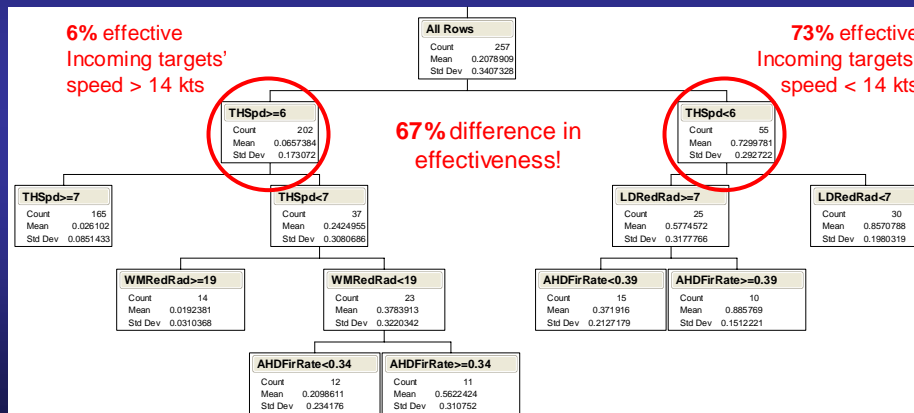 6% effective
Incoming targets'
speed > 14 kts
All Rows
Count 257
Mean 0.2078909
Std Dev 0.3407328
73% effective
Incoming targets
speed < 14 kts
THSpd>=6
Count 202
Mean 0.0657384
Std Dev 0.173072
67% difference in
effectiveness!
THSpd<6
Count 55
Mean 0.7299781
Std Dev 0.292722
THSpd>=7
Count 165
Mean 0.026102
Std Dev 0.0851433
THSpd<7
Count 37
Mean 0.2424955
Std Dev 0.3080686
LDRedRad>=7
Count 25
Mean 0.5774572
Std Dev 0.3177766
LDRedRad<7
Count 30
Mean 0.8570788
Std Dev 0.1980319
WMRedRad>=19
Count 14
Mean 0.0192381
Std Dev 0.0310368
WMRedRad<19
Count 23
Mean 0.3783913
Std Dev 0.3220342
AHDFirRate<0.39
Count 15
Mean 0.371916
Std Dev 0.2127179
AHDFirRate>=0.39
Count 10
Mean 0.885769
Std Dev 0.1512221
AHDFirRate<0.34
Count 12
Mean 0.2098611
Std Dev 0.234176
AHDFirRate>=0.34
Count 11
Mean 0.5622424
Std Dev 0.310752